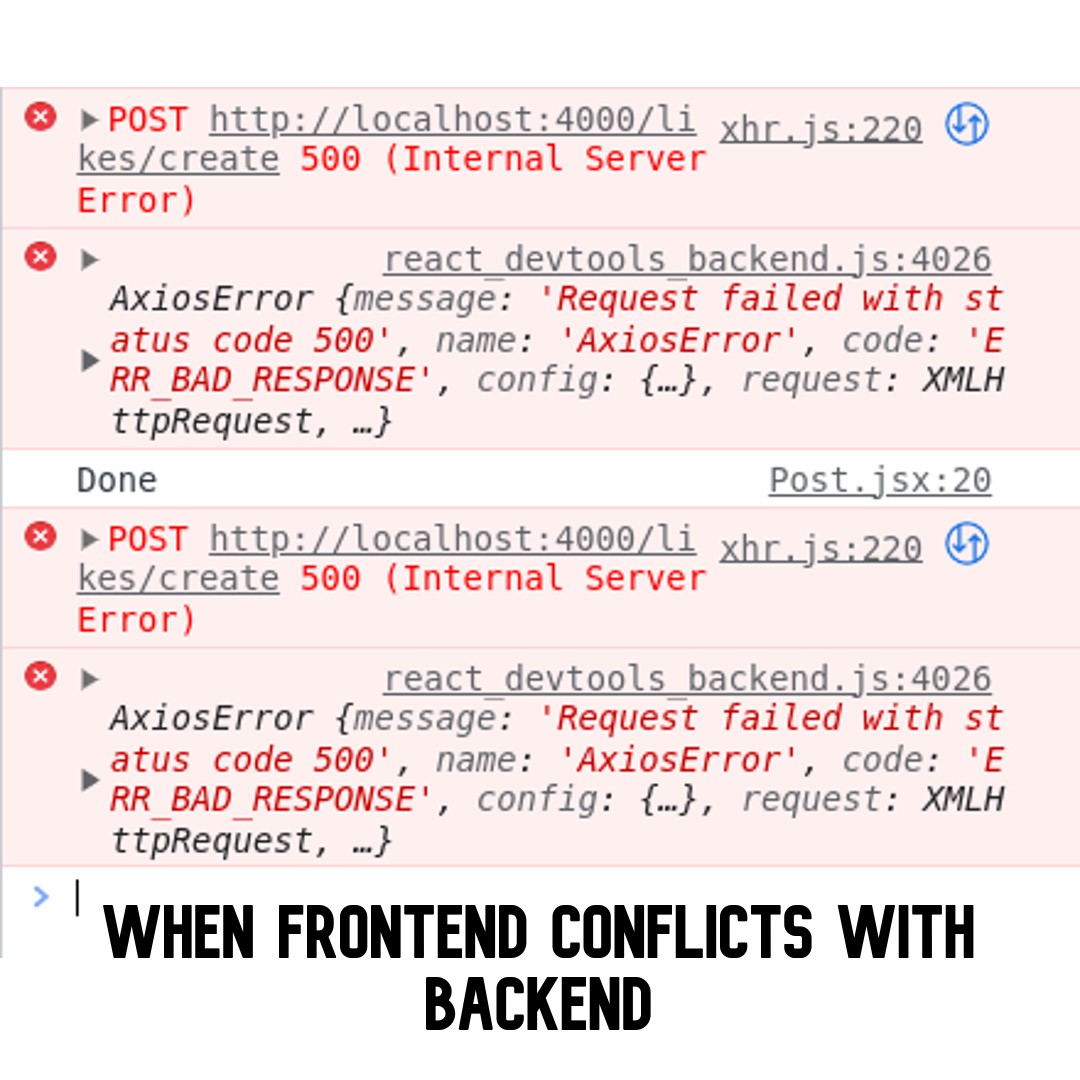 ▶POST http://localhost:4000/li xhr.js:220
kes/create 500 (Internal Server
Error)
▶ react_devtools_backend.js:4026
AxiosError {message: 'Request failed with st
▶ atus code 500', name: 'AxiosError', code: 'E
RR_BAD_RESPONSE', config: {…}, request: XMLH
ttpRequest, …}
Done Post.jsx:20
▶POST http://localhost:4000/li xhr.js:220
kes/create 500 (Internal Server
Error)
▶ react_devtools_backend.js:4026
AxiosError {message: 'Request failed with st
▶ atus code 500', name: 'AxiosError', code: 'E
RR_BAD_RESPONSE', config: {…}, request: XMLH
ttpRequest, …}
>
WHEN FRONTEND CONFLICTS WITH
BACKEND